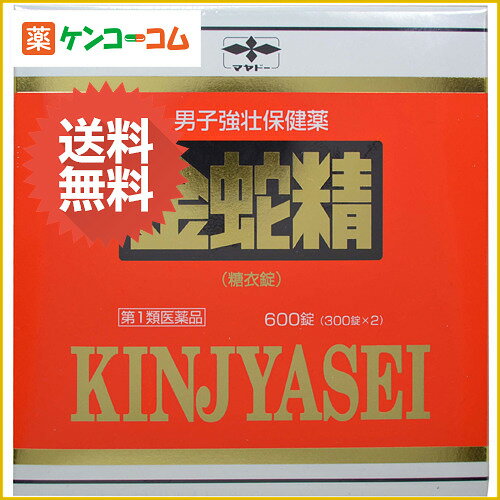 薬 ケンコーコム
マヤドー
送料
無料
男子強壮保健薬
金蛇精
(糖衣錠)
第1類医薬品 600錠 (300錠×2)
KINJYASEI